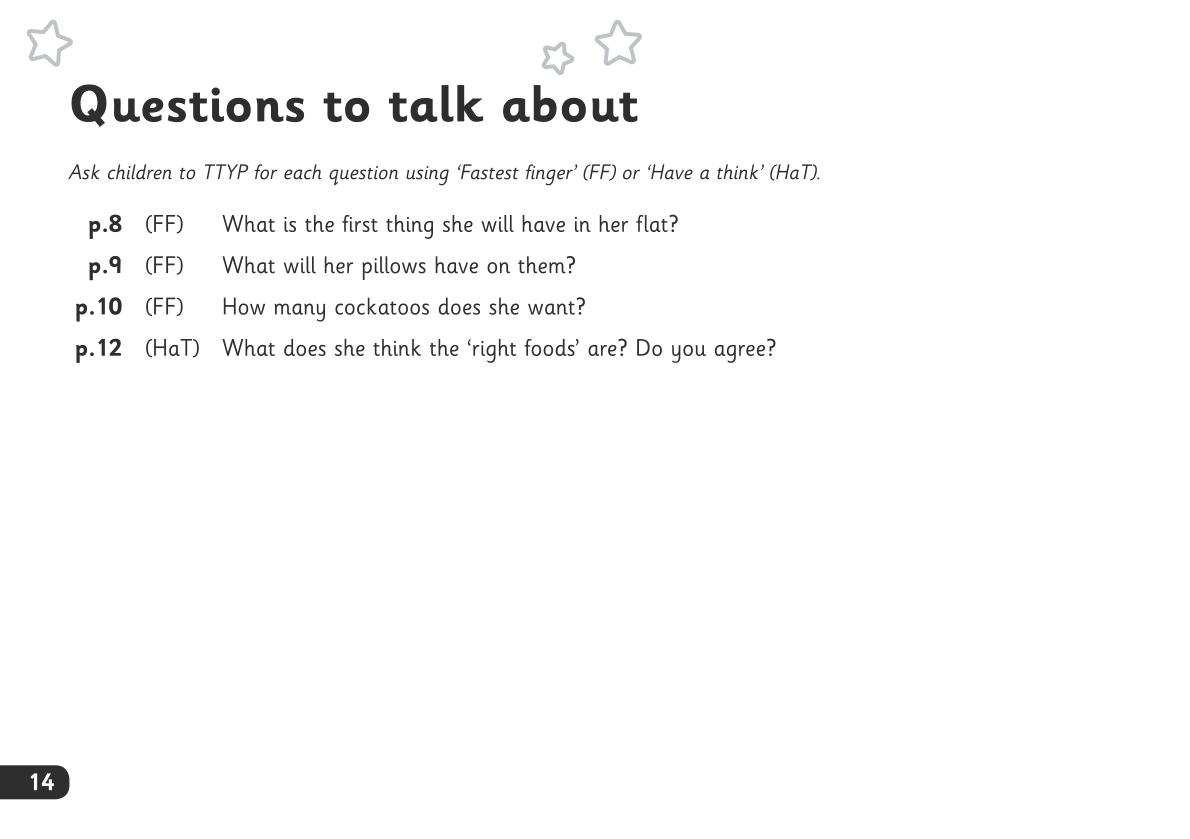 Questions to talk about
Ask children to TTYP for each question using ‘Fastest finger’ (FF) or ‘Have a think’ (HaT).
p.8 (FF) What is the first thing she will have in her flat?
p.9 (FF) What will her pillows have on them?
p.10 (FF) How many cockatoos does she want?
p.12 (HaT) What does she think the ‘right foods’ are? Do you agree?
14